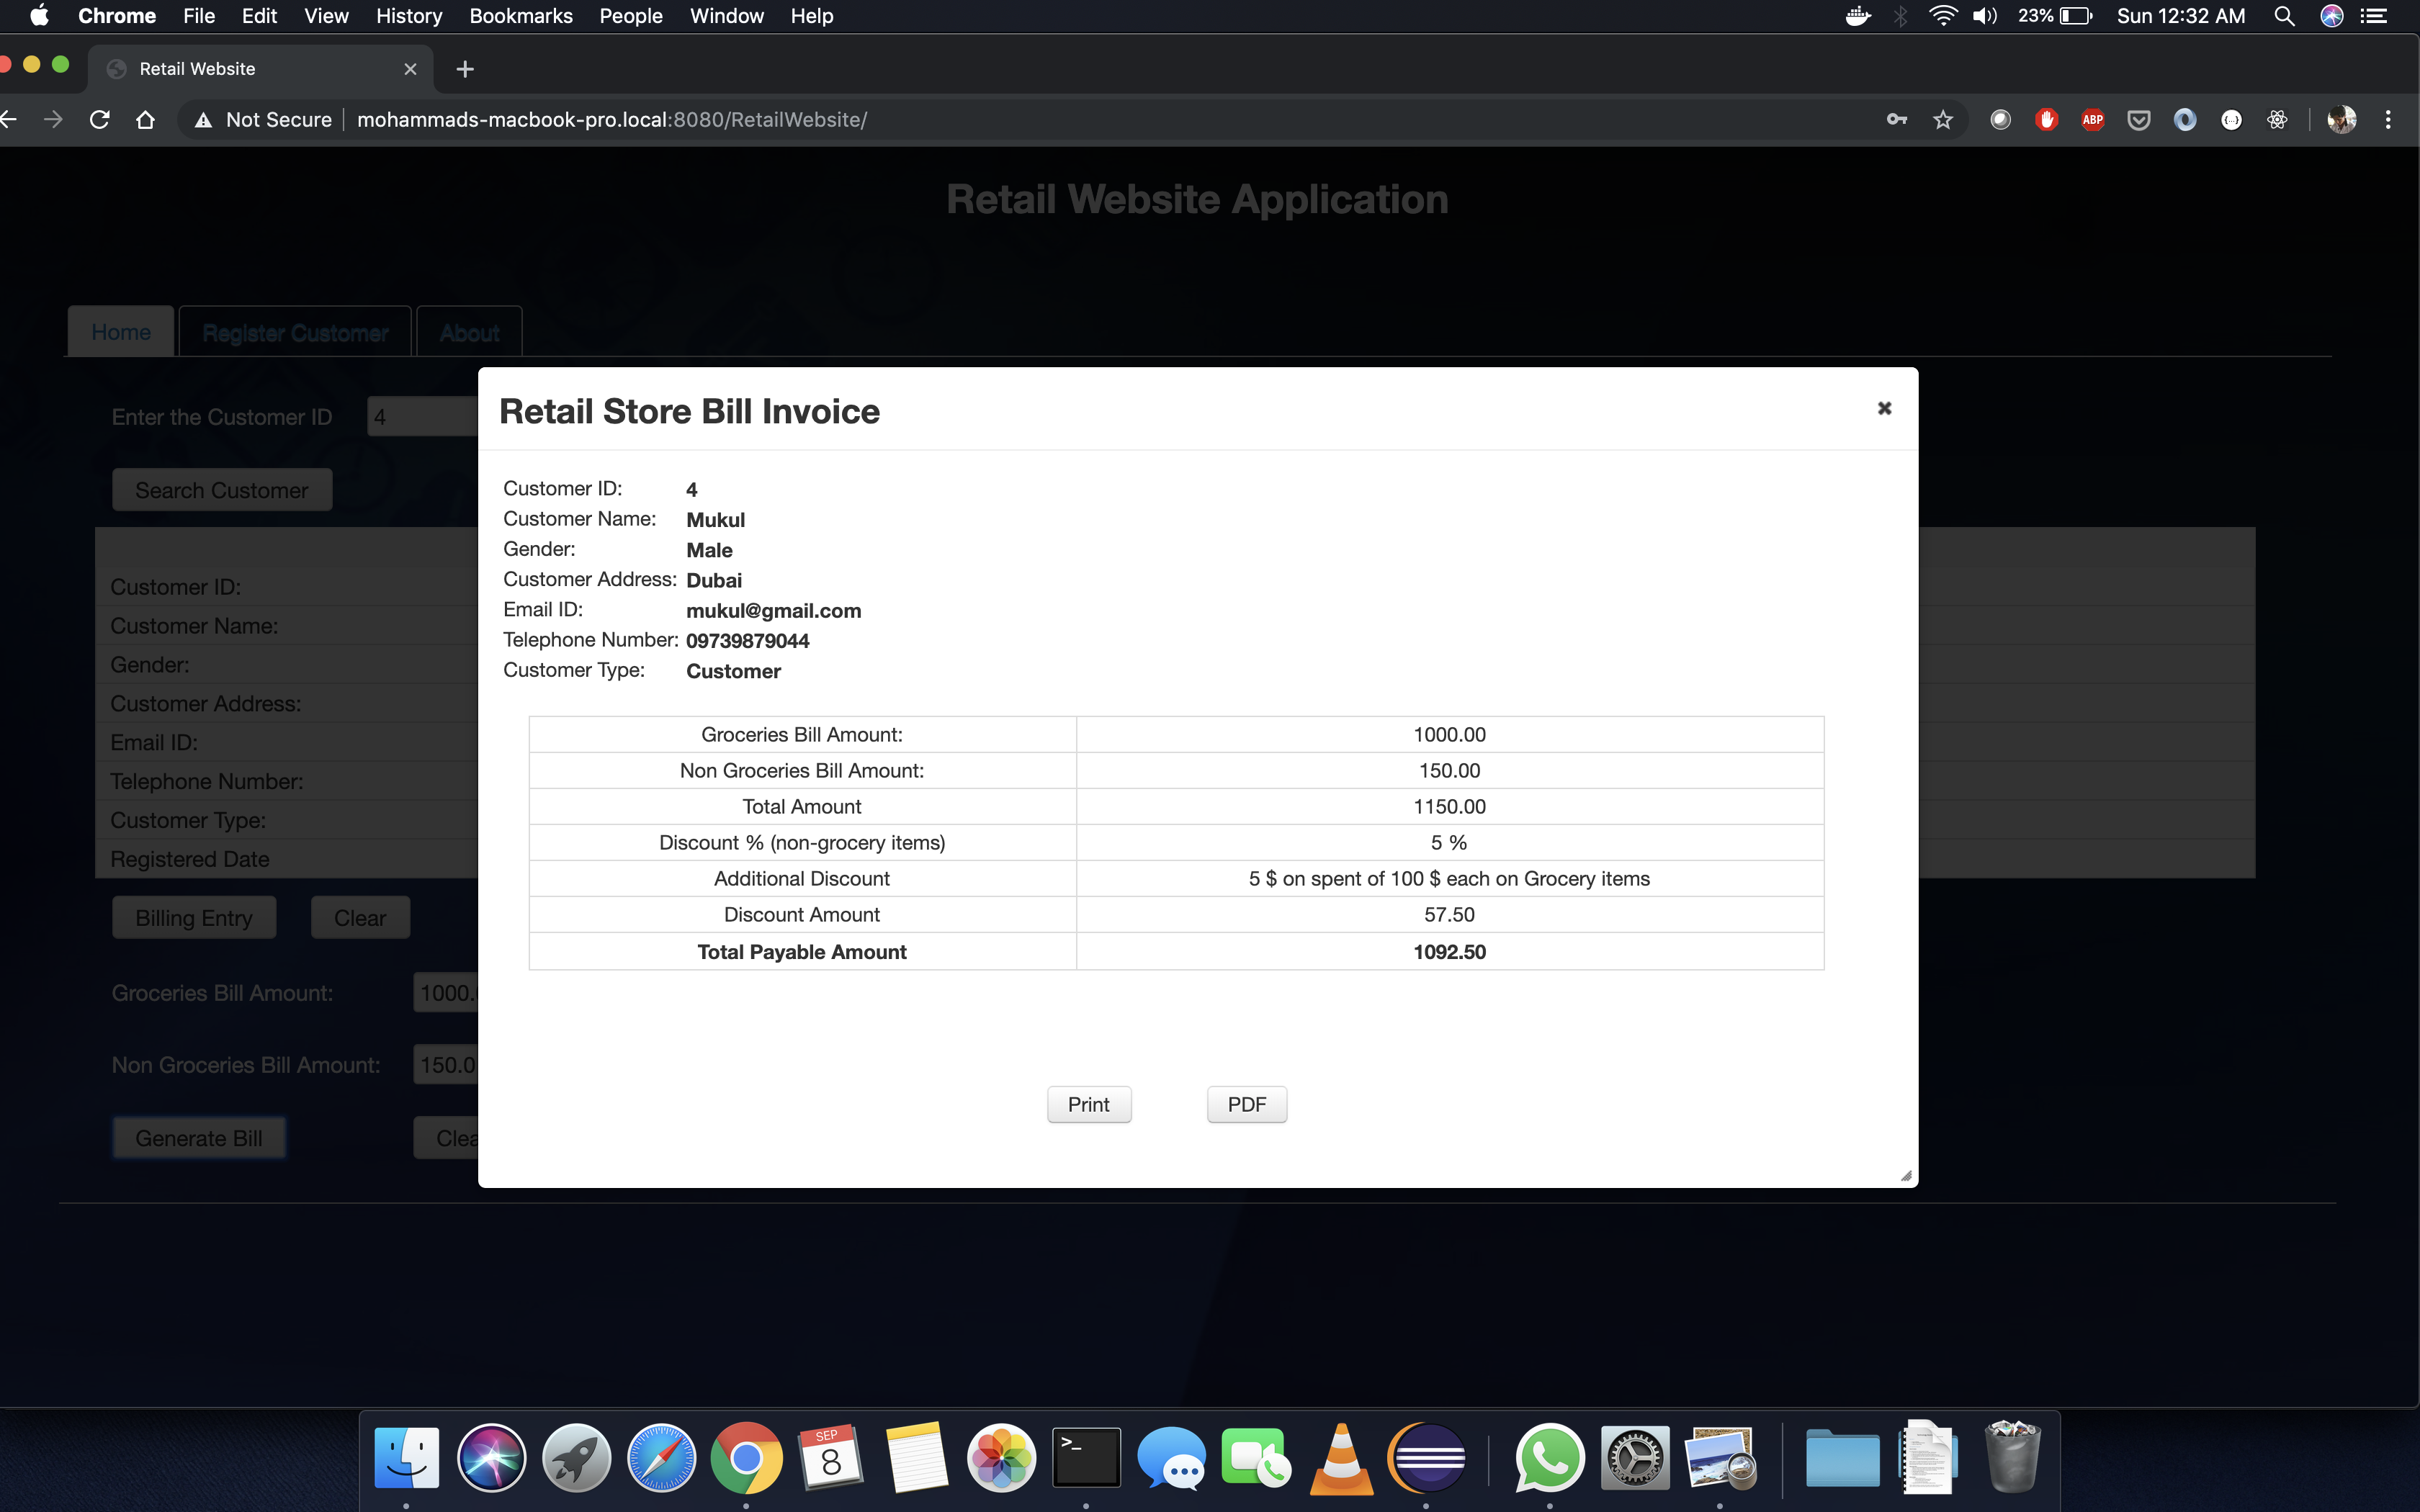 Chrome File Edit View History Bookmarks People Window Help 23% Sun 12:32 AM
Retail Website
Not Secure mohammads-macbook-pro.local:8080/RetailWebsite/
ABP
Retail Website Application
Home Register Customer About
Enter the Customer ID 4
Search Customer
Customer ID:
Customer Name:
Gender:
Customer Address:
Email ID:
Telephone Number:
Customer Type:
Registered Date
Billing Entry Clear
Groceries Bill Amount: 1000.
Non Groceries Bill Amount: 150.0
Generate Bill Clea
Retail Store Bill Invoice
Customer ID: 4
Customer Name: Mukul
Gender: Male
Customer Address: Dubai
Email ID: mukul@gmail.com
Telephone Number: 09739879044
Customer Type: Customer
Groceries Bill Amount: 1000.00
Non Groceries Bill Amount: 150.00
Total Amount 1150.00
Discount % (non-grocery items) 5 %
Additional Discount 5 $ on spent of 100 $ each on Grocery items
Discount Amount 57.50
Total Payable Amount 1092.50
Print PDF
SEP
8
>_